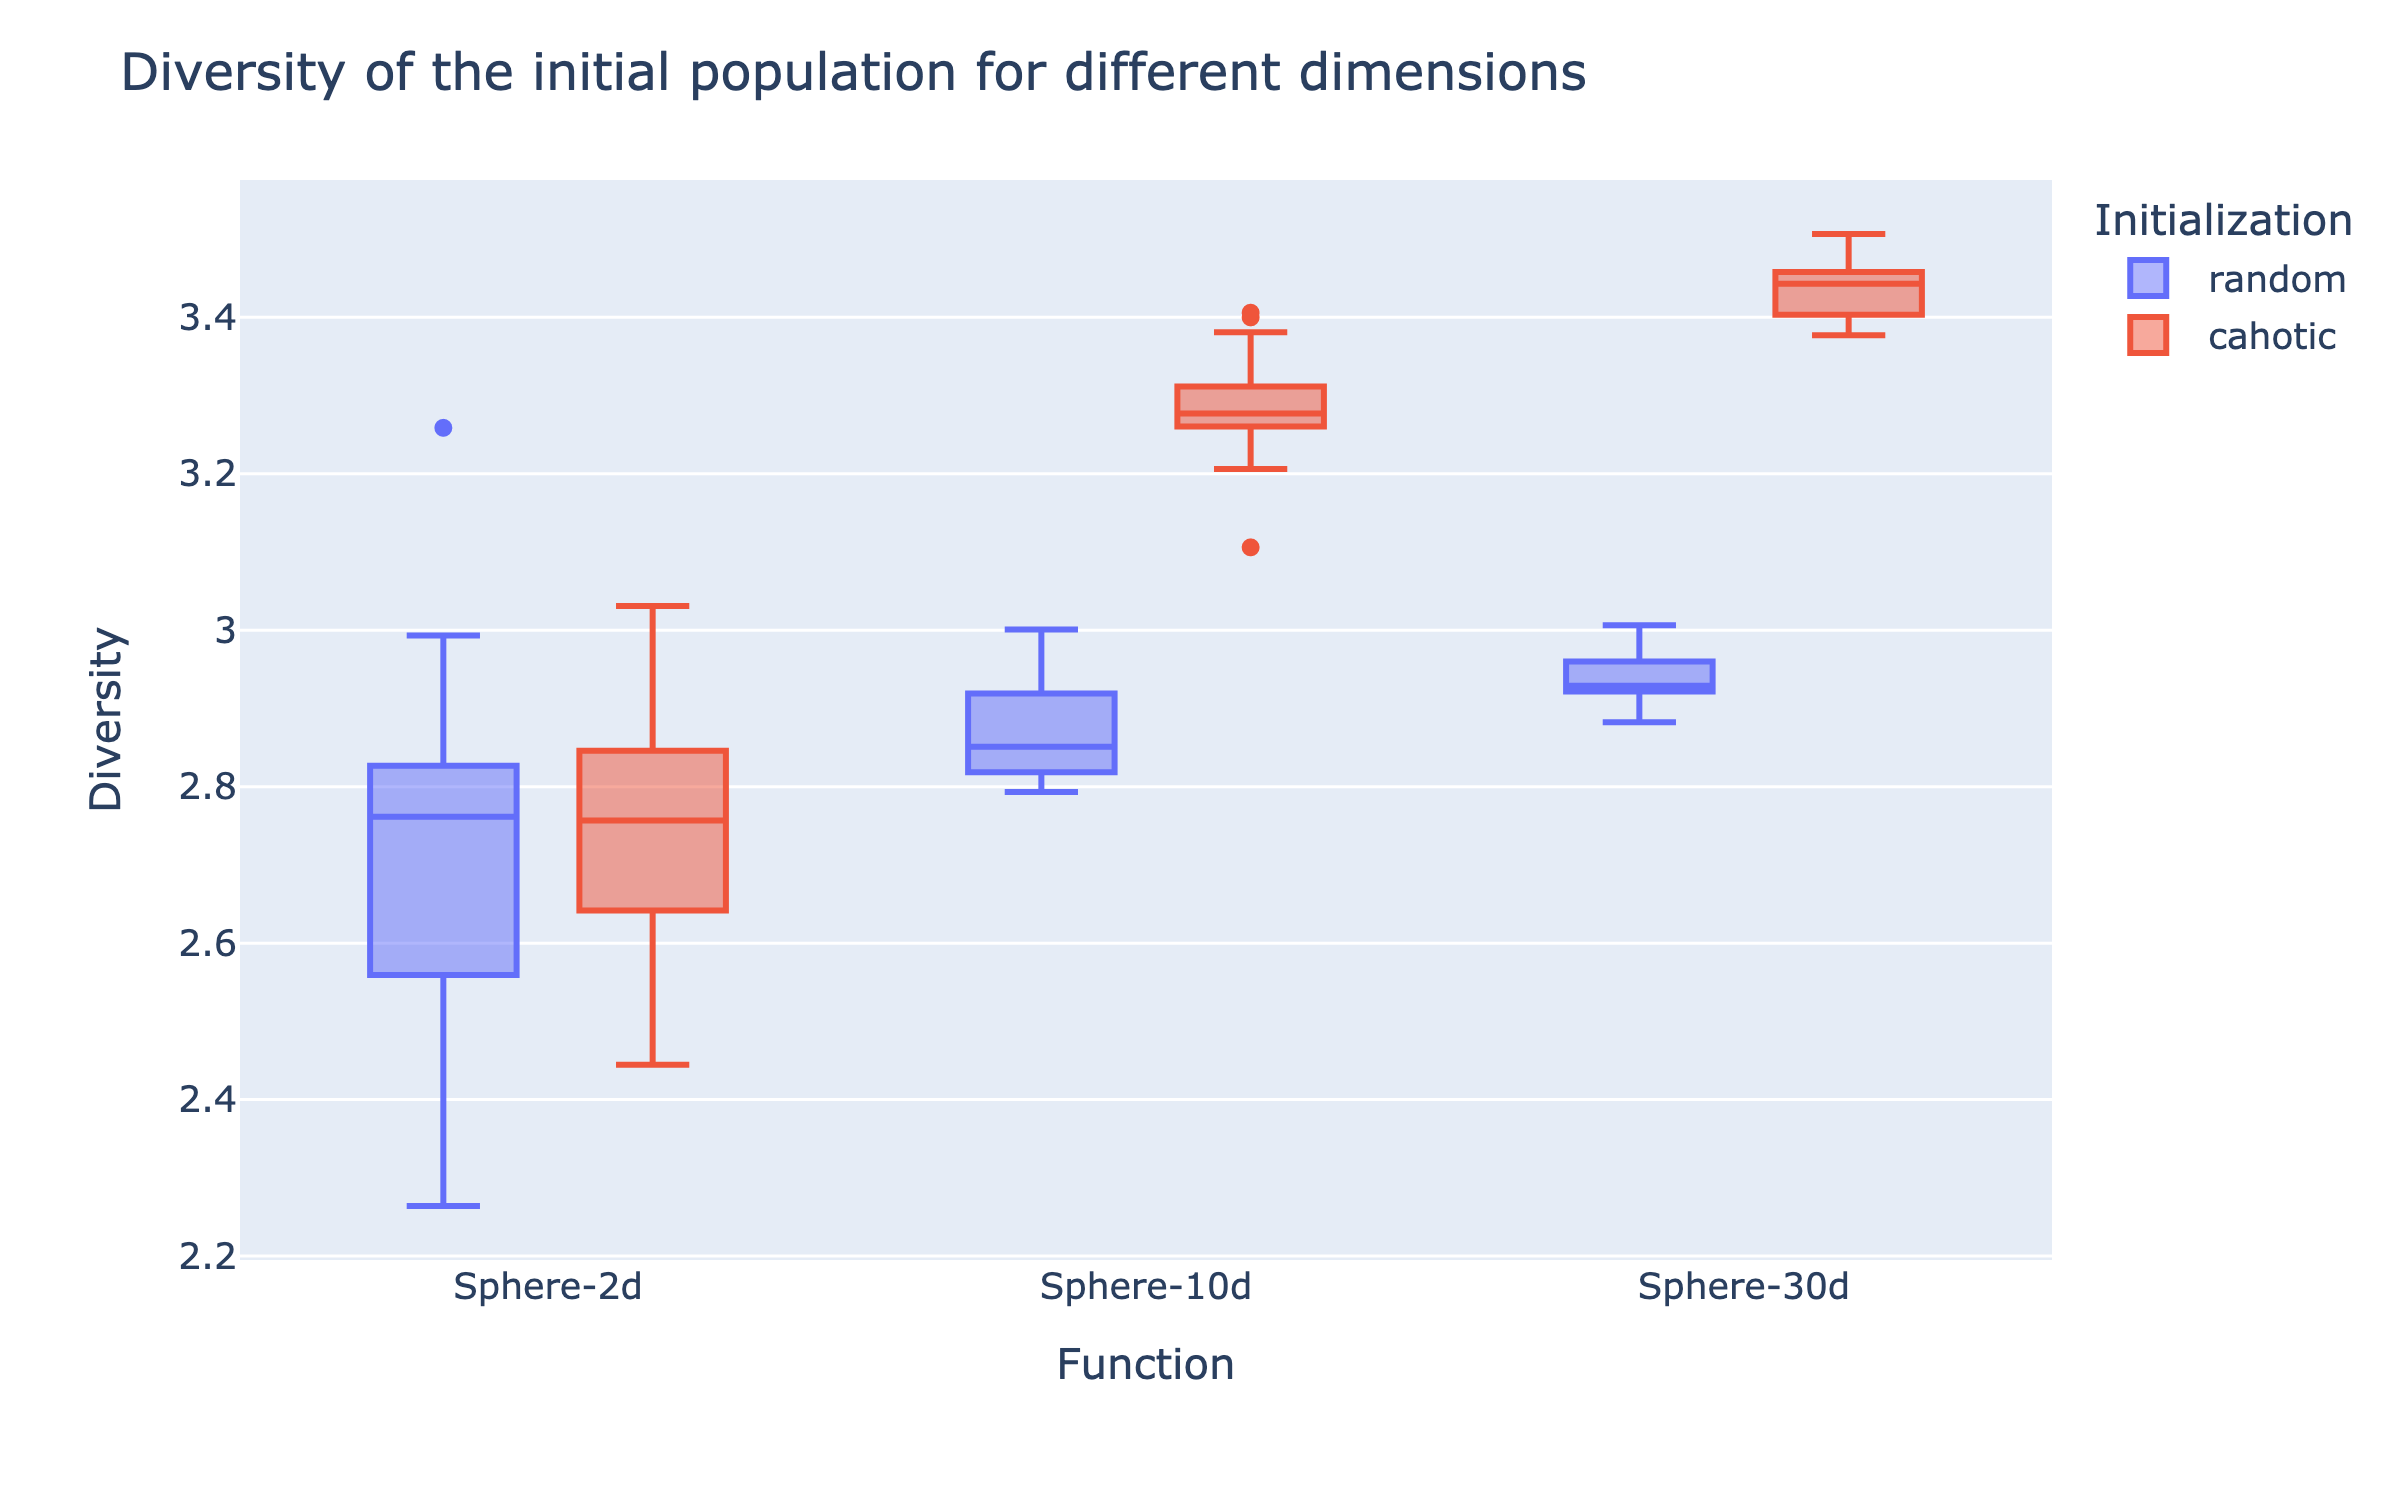 Diversity of the initial population for different dimensions
Initialization
random
cahotic
3.4
3.2
3
2.8
2.6
2.4
2.2
Diversity
Sphere-2d
Sphere-10d
Sphere-30d
Function